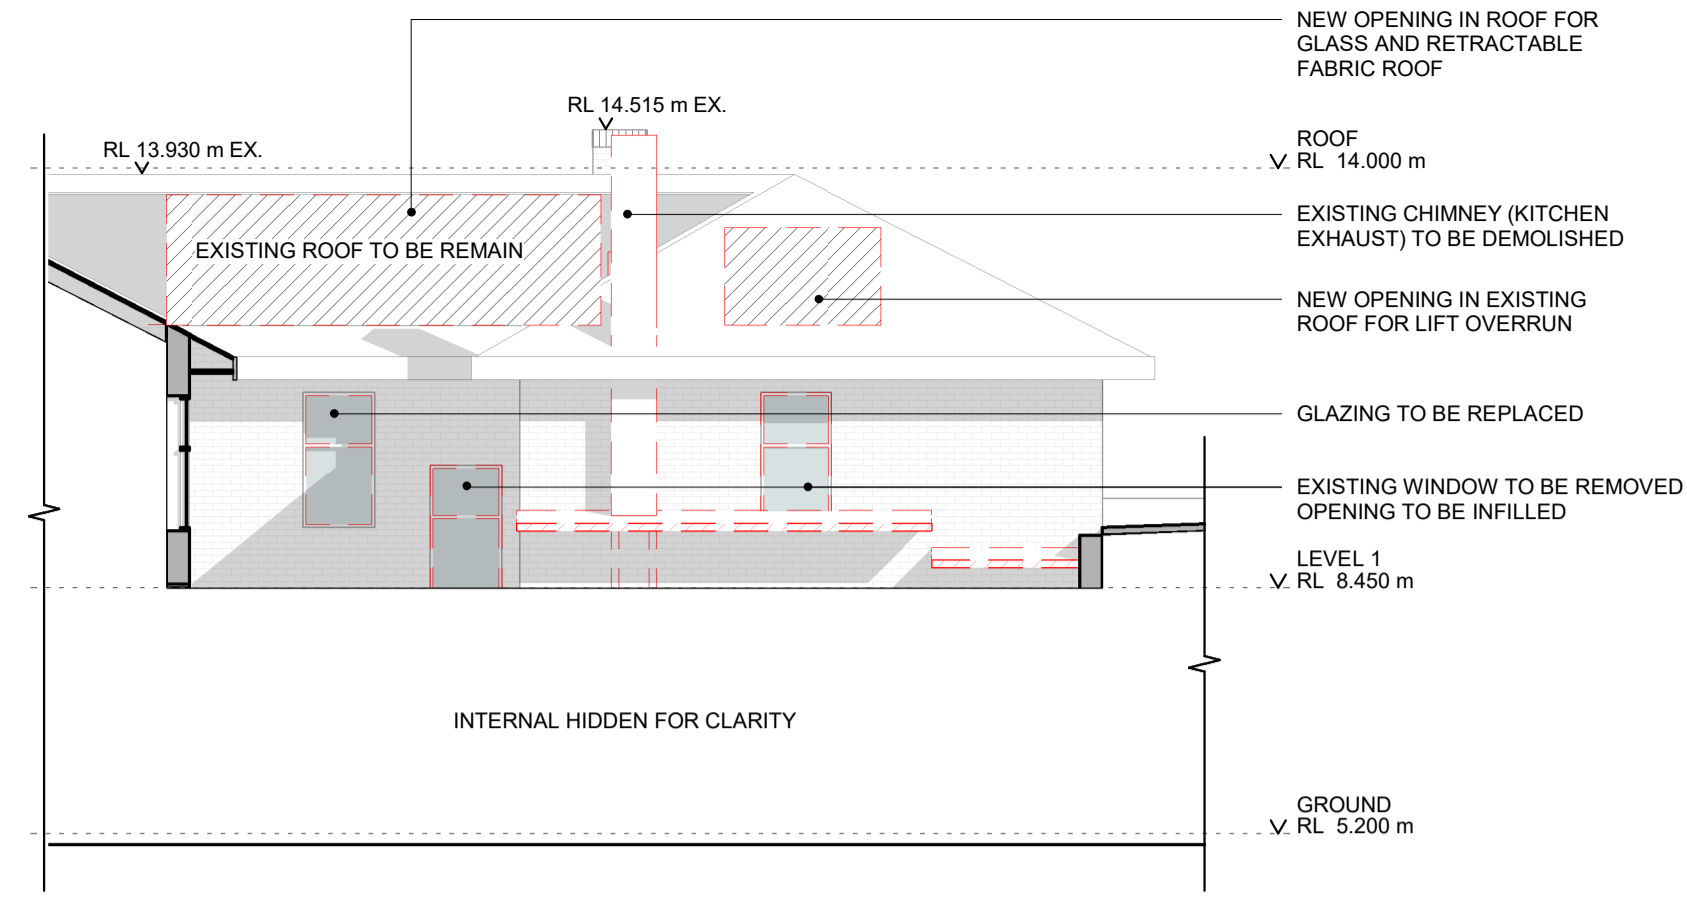 NEW OPENING IN ROOF FOR
GLASS AND RETRACTABLE
FABRIC ROOF
RL 14.515 m EX.
RL 13.930 m EX.
ROOF
RL 14.000 m
EXISTING CHIMNEY (KITCHEN
EXHAUST) TO BE DEMOLISHED
EXISTING ROOF TO BE REMAIN
NEW OPENING IN EXISTING
ROOF FOR LIFT OVERRUN
GLAZING TO BE REPLACED
EXISTING WINDOW TO BE REMOVED
OPENING TO BE INFILLED
LEVEL 1
RL 8.450 m
INTERNAL HIDDEN FOR CLARITY
GROUND
RL 5.200 m